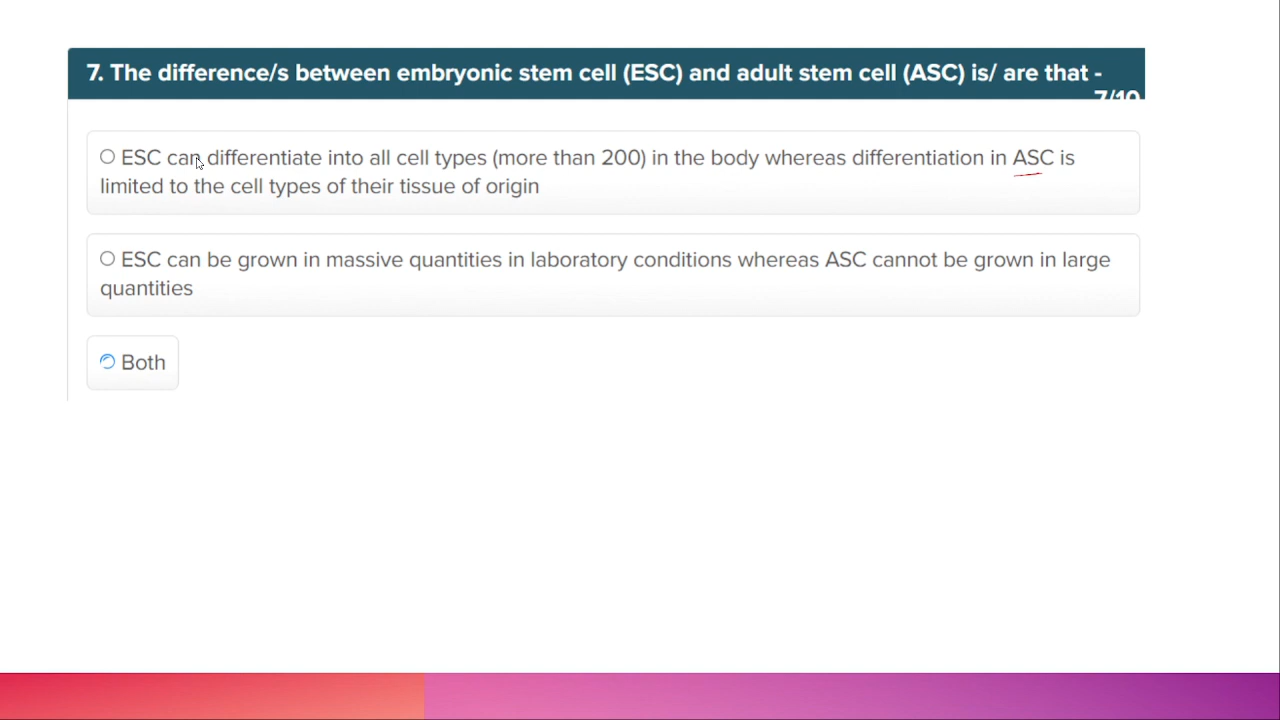 7. The difference/s between embryonic stem cell (ESC) and adult stem cell (ASC) is/ are that -
7/10
ESC can differentiate into all cell types (more than 200) in the body whereas differentiation in ASC is
limited to the cell types of their tissue of origin
ESC can be grown in massive quantities in laboratory conditions whereas ASC cannot be grown in large
quantities
Both